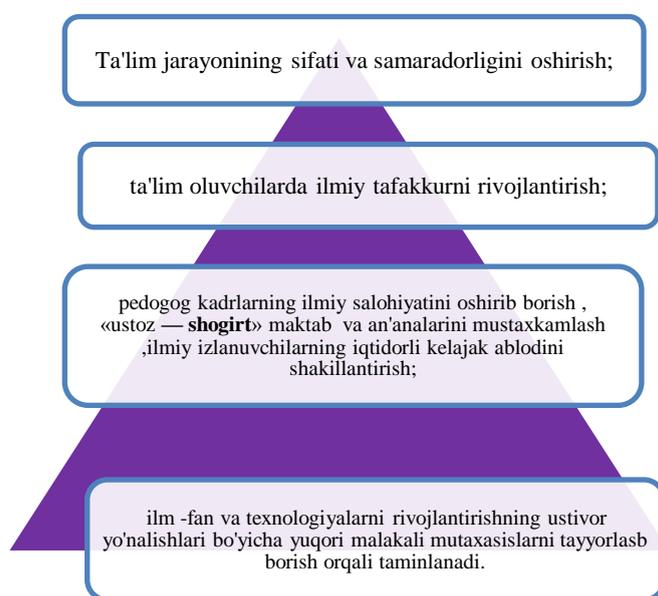 Ta'lim jarayonining sifati va samaradorligini oshirish;
ta'lim oluvchilarda ilmiy tafakkurni rivojlantirish;
pedogog kadrlarning ilmiy salohiyatini oshirib borish ,
«ustoz — shogirt» maktab va an'analarini mustaxkamlash
,ilmiy izlanuvchilarning iqtidorli kelajak ablodini
shakillantirish;
ilm -fan va texnologiyalarni rivojlantirishning ustivor
yo'nalishlari bo'yicha yuqori malakali mutaxasislarni tayyorlasb
borish orqali taminlanadi.